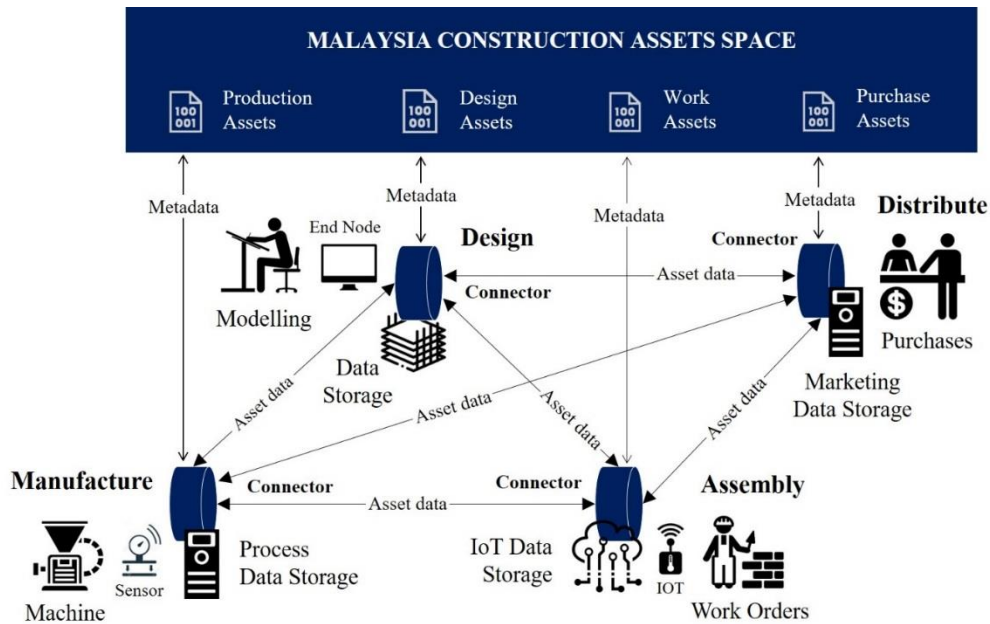 MALAYSIA CONSTRUCTION ASSETS SPACE
100
001
Production
Assets
100
001
Design
Assets
100
001
Work
Assets
100
001
Purchase
Assets
Metadata
Metadata
Metadata
Metadata
Distribute
End Node
Design
Connector
Asset data
Connector
Modelling
$
Purchases
Data
Storage
Marketing
Data Storage
Asset data
Asset data
Asset data
Asset data
Manufacture
Connector
Asset data
Connector
Assembly
Process
Data Storage
IoT Data
Storage
Sensor
IOT
Machine
Work Orders